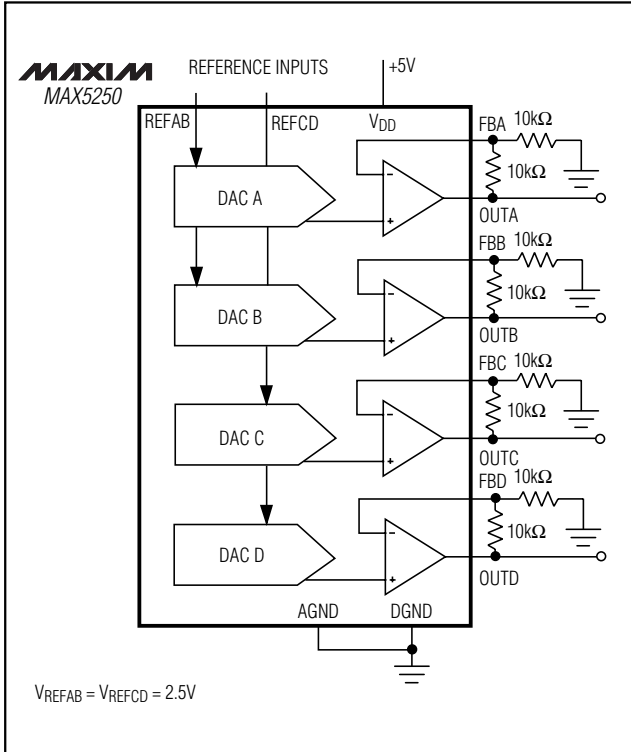 MAXIM
MAX5250
REFERENCE INPUTS
+5V
REFAB
REFCD
VDD
FBA
10kΩ
10kΩ
DAC A
OUTA
FBB
10kΩ
10kΩ
DAC B
OUTB
FBC
10kΩ
10kΩ
DAC C
OUTC
FBD
10kΩ
10kΩ
DAC D
OUTD
AGND
DGND
VREFAB = VREFCD = 2.5V